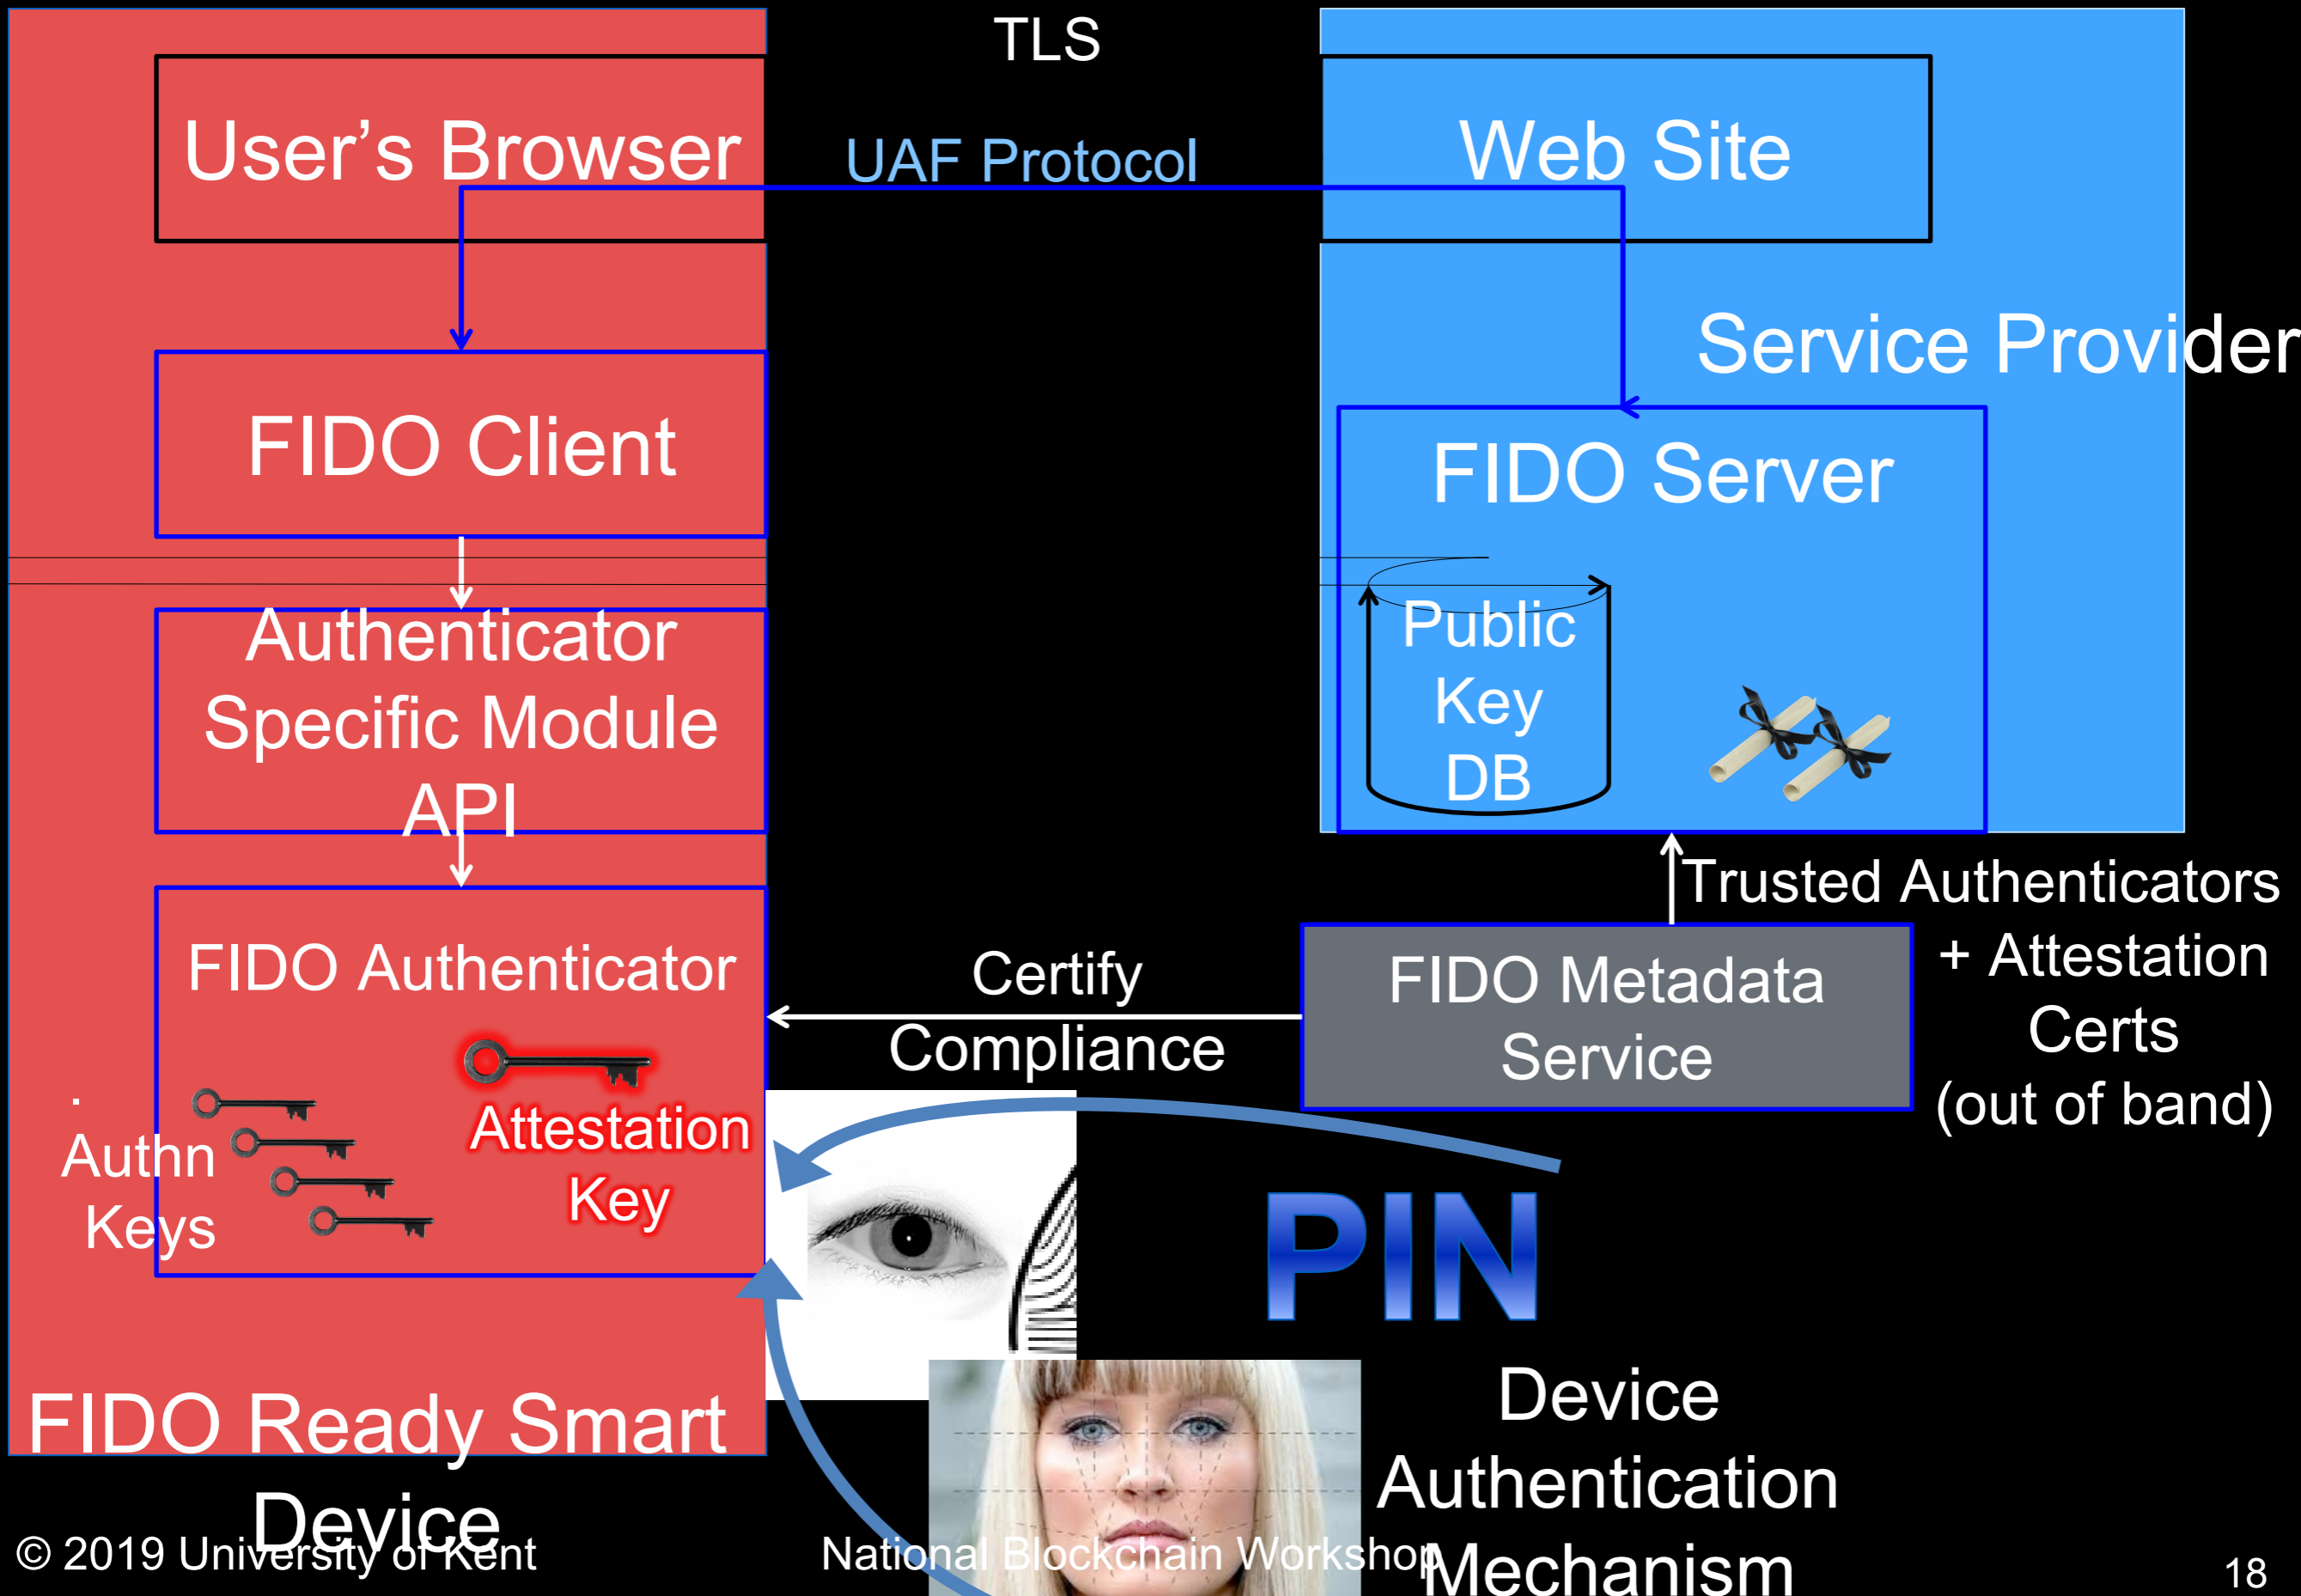 TLS
User’s Browser
UAF Protocol
Web Site
Service Provider
FIDO Client
FIDO Server
Authenticator
Specific Module
API
Public
Key
DB
Trusted Authenticators
+ Attestation
Certs
(out of band)
FIDO Authenticator
Certify
Compliance
FIDO Metadata
Service
.
Authn
Keys
Attestation
Key
PIN
FIDO Ready Smart
Device
Device
Authentication
Mechanism
© 2019 University of Kent
National Blockchain Workshop
18